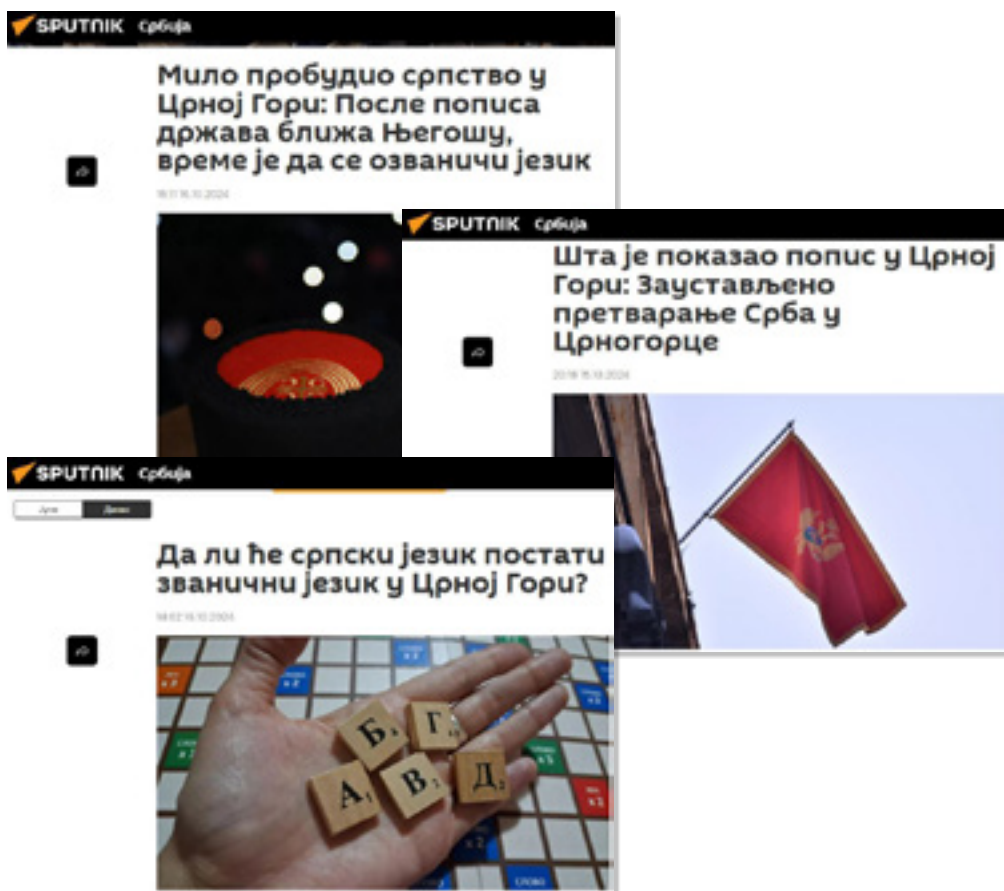 SPUTNIK Србија
Мило пробудио српство у
Црној Гори: После пописа
држава ближа Његошу,
време је да се озваничи језик
SPUTNIK Србија
Шта је показао попис у Црној
Гори: Заустављено
претварање Срба у
Црногорце
SPUTNIK Србија
Да ли ће српски језик постати
званични језик у Црној Гори?
Б Г
А В Д